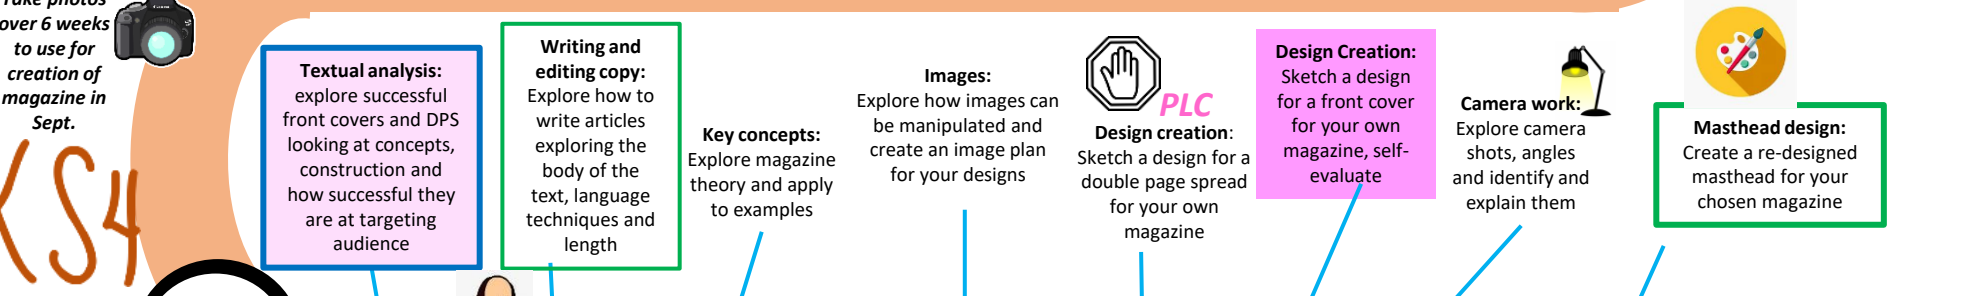 Take photos
over 6 weeks
to use for
creation of
magazine in
Sept.
KS4
Textual analysis:
explore successful
front covers and DPS
looking at concepts,
construction and
how successful they
are at targeting
audience
Writing and
editing copy:
Explore how to
write articles
exploring the
body of the
text, language
techniques and
length
Key concepts:
Explore magazine
theory and apply
to examples
Images:
Explore how images can
be manipulated and
create an image plan
for your designs
PLC
Design creation:
Sketch a design for a
double page spread
for your own
magazine
Design Creation:
Sketch a design
for a front cover
for your own
magazine, self-
evaluate
Camera work:
Explore camera
shots, angles
and identify and
explain them
Masthead design:
Create a re-designed
masthead for your
chosen magazine